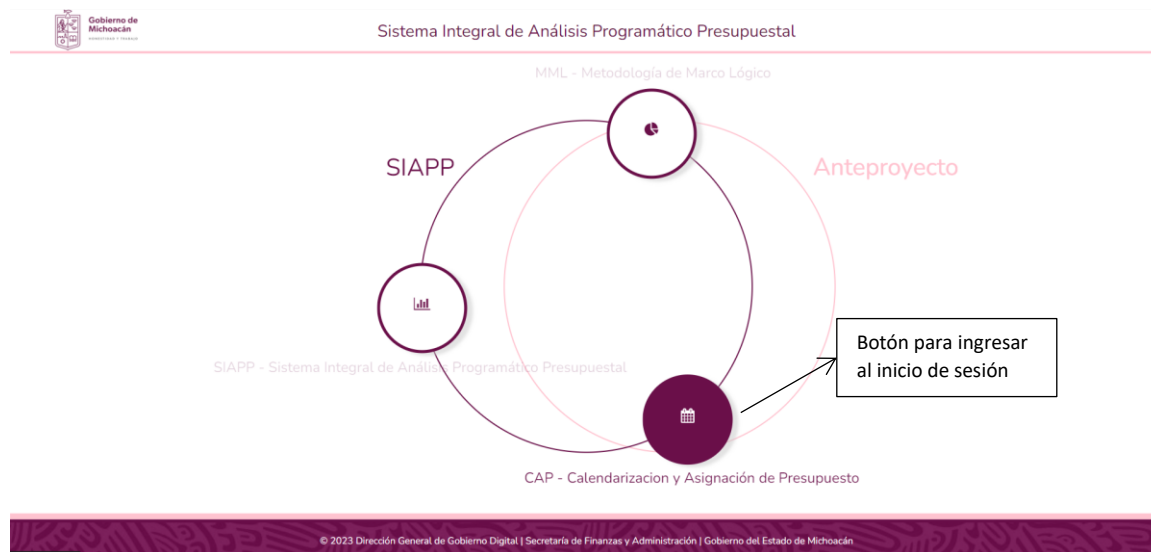 Gobierno de
Michoacán
HONESTIDAD Y TRABAJO
Sistema Integral de Análisis Programático Presupuestal
MML - Metodología de Marco Lógico
SIAPP
Anteproyecto
Botón para ingresar
al inicio de sesión
SIAPP - Sistema Integral de Análisis Programático Presupuestal
CAP - Calendarizacion y Asignación de Presupuesto
© 2023 Dirección General de Gobierno Digital | Secretaría de Finanzas y Administración | Gobierno del Estado de Michoacán